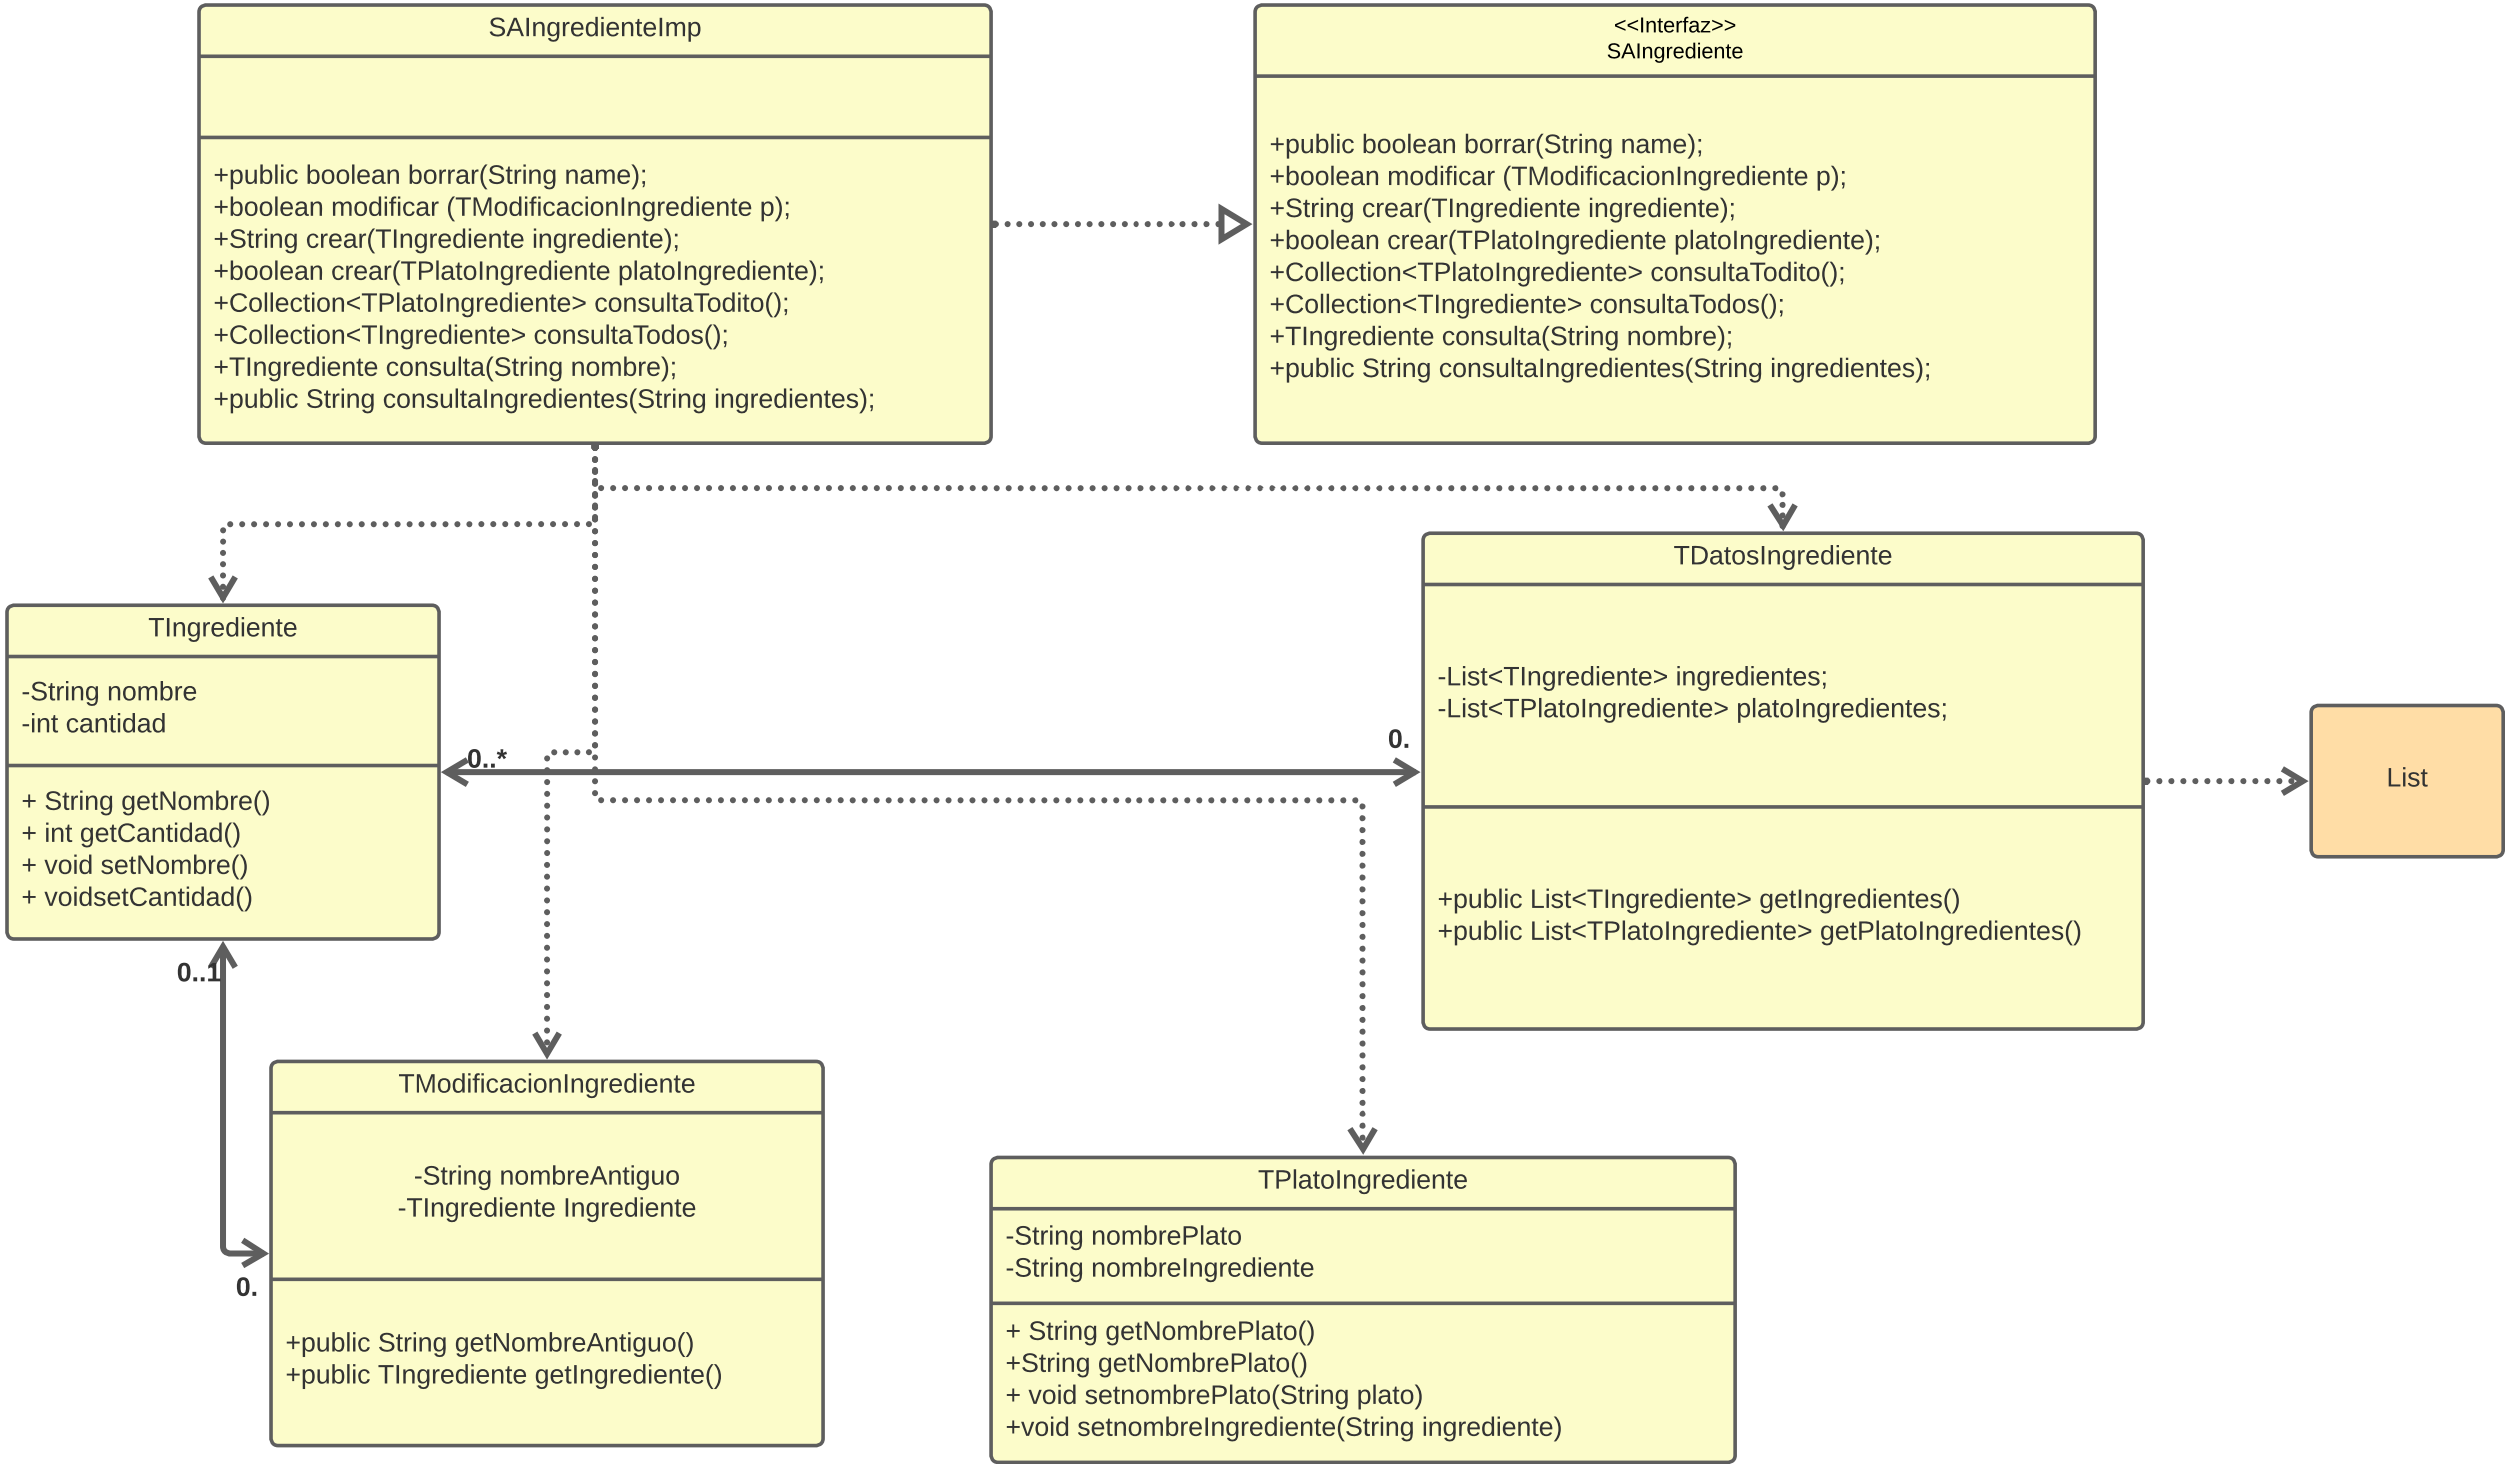 SAIngredienteImp
+public boolean borrar(String name);
+boolean modificar (TModificacionIngrediente p);
+String crear(TIngrediente ingrediente);
+boolean crear(TPlatoIngrediente platoIngrediente);
+Collection<TPlatoIngrediente> consultaTodito();
+Collection<TIngrediente> consultaTodos();
+TIngrediente consulta(String nombre);
+public String consultaIngredientes(String ingredientes);
<<Interfaz>>
SAIngrediente
+public boolean borrar(String name);
+boolean modificar (TModificacionIngrediente p);
+String crear(TIngrediente ingrediente);
+boolean crear(TPlatoIngrediente platoIngrediente);
+Collection<TPlatoIngrediente> consultaTodito();
+Collection<TIngrediente> consultaTodos();
+TIngrediente consulta(String nombre);
+public String consultaIngredientes(String ingredientes);
TIngrediente
-String nombre
-int cantidad
+ String getNombre()
+ int getCantidad()
+ void setNombre()
+ voidsetCantidad()
0..*
0.
TDatosIngrediente
-List<TIngrediente> ingredientes;
-List<TPlatoIngrediente> platoIngredientes;
+public List<TIngrediente> getIngredientes()
+public List<TPlatoIngrediente> getPlatoIngredientes()
List
0..1
0.
TModificacionIngrediente
-String nombreAntiguo
-TIngrediente Ingrediente
+public String getNombreAntiguo()
+public TIngrediente getIngrediente()
TPlatoIngrediente
-String nombrePlato
-String nombreIngrediente
+ String getNombrePlato()
+String getNombrePlato()
+ void setnombrePlato(String plato)
+void setnombreIngrediente(String ingrediente)